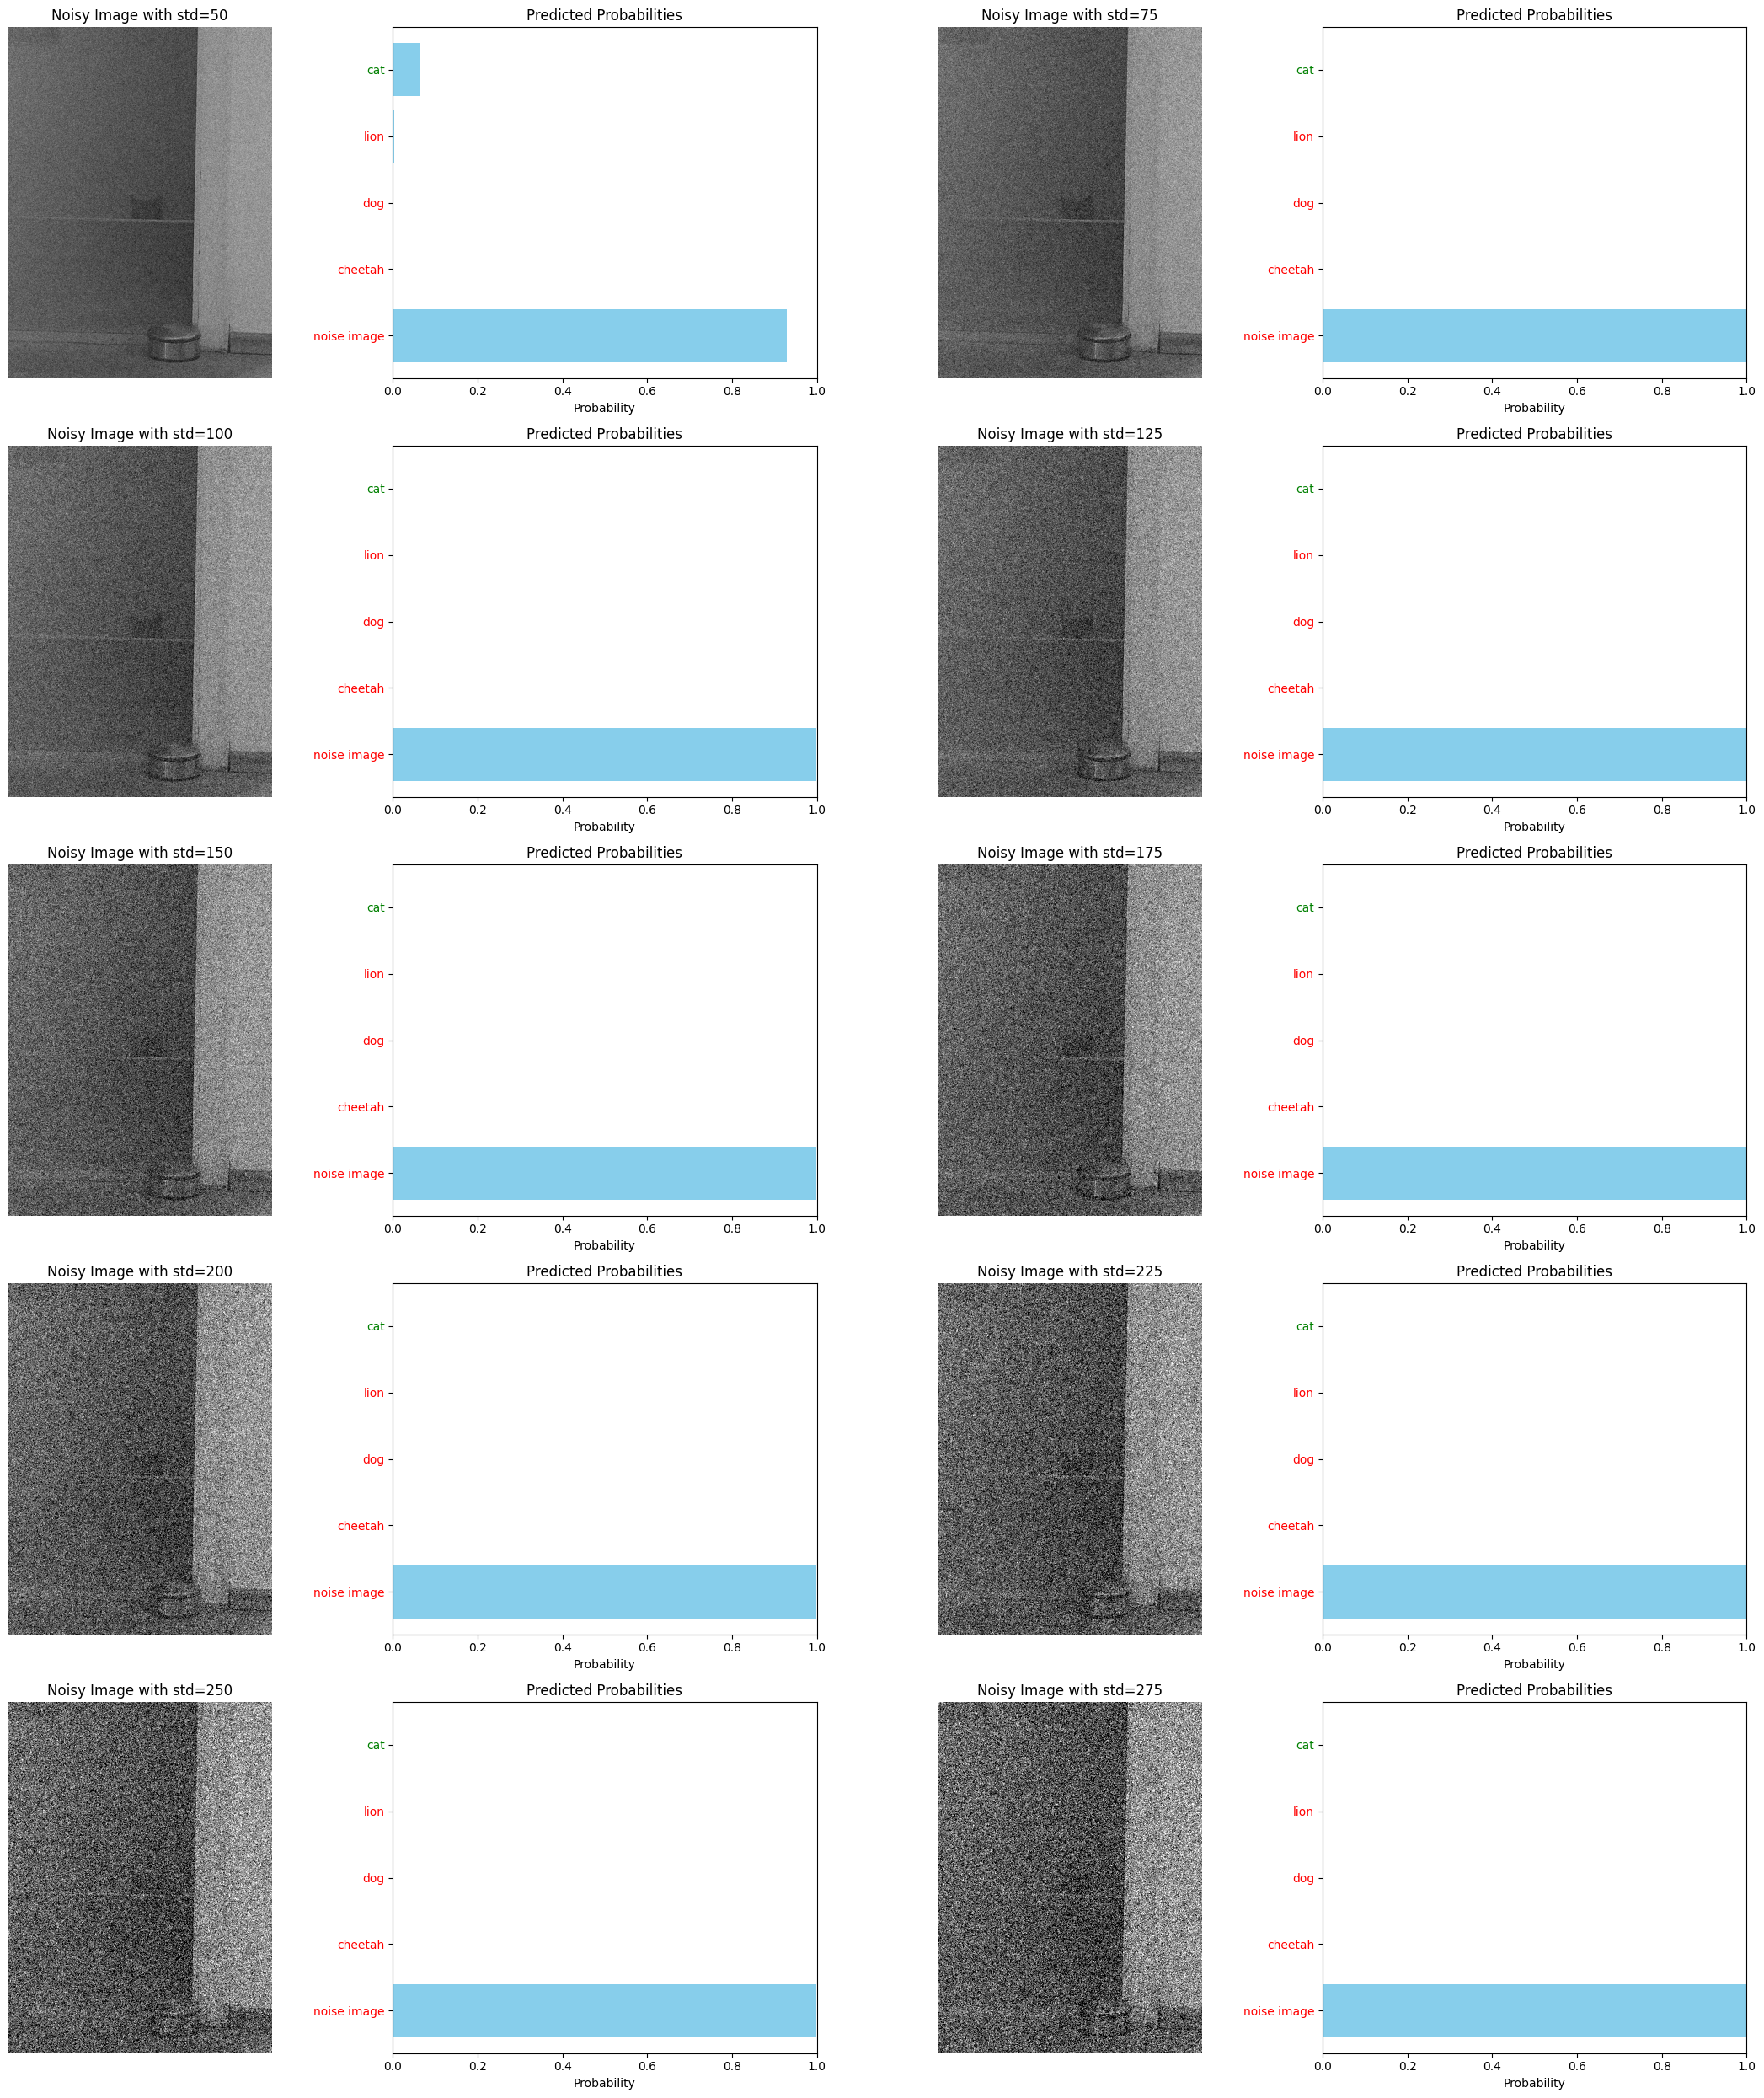 Noisy Image with std=50
Predicted Probabilities
cat
lion
dog
cheetah
noise image
0.0 0.2 0.4 0.6 0.8 1.0
Probability
Noisy Image with std=75
Predicted Probabilities
cat
lion
dog
cheetah
noise image
0.0 0.2 0.4 0.6 0.8 1.0
Probability
Noisy Image with std=100
Predicted Probabilities
cat
lion
dog
cheetah
noise image
0.0 0.2 0.4 0.6 0.8 1.0
Probability
Noisy Image with std=125
Predicted Probabilities
cat
lion
dog
cheetah
noise image
0.0 0.2 0.4 0.6 0.8 1.0
Probability
Noisy Image with std=150
Predicted Probabilities
cat
lion
dog
cheetah
noise image
0.0 0.2 0.4 0.6 0.8 1.0
Probability
Noisy Image with std=175
Predicted Probabilities
cat
lion
dog
cheetah
noise image
0.0 0.2 0.4 0.6 0.8 1.0
Probability
Noisy Image with std=200
Predicted Probabilities
cat
lion
dog
cheetah
noise image
0.0 0.2 0.4 0.6 0.8 1.0
Probability
Noisy Image with std=225
Predicted Probabilities
cat
lion
dog
cheetah
noise image
0.0 0.2 0.4 0.6 0.8 1.0
Probability
Noisy Image with std=250
Predicted Probabilities
cat
lion
dog
cheetah
noise image
0.0 0.2 0.4 0.6 0.8 1.0
Probability
Noisy Image with std=275
Predicted Probabilities
cat
lion
dog
cheetah
noise image
0.0 0.2 0.4 0.6 0.8 1.0
Probability